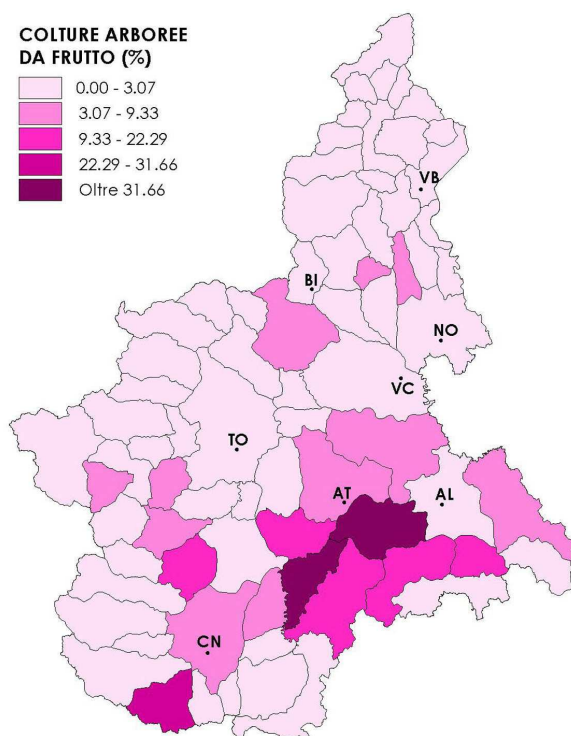 COLTURE ARBOREE
DA FRUTTO (%)
0.00 - 3.07
3.07 - 9.33
9.33 - 22.29
22.29 - 31.66
Oltre 31.66
VB
BI
NO
VC
TO
AT
AL
CN